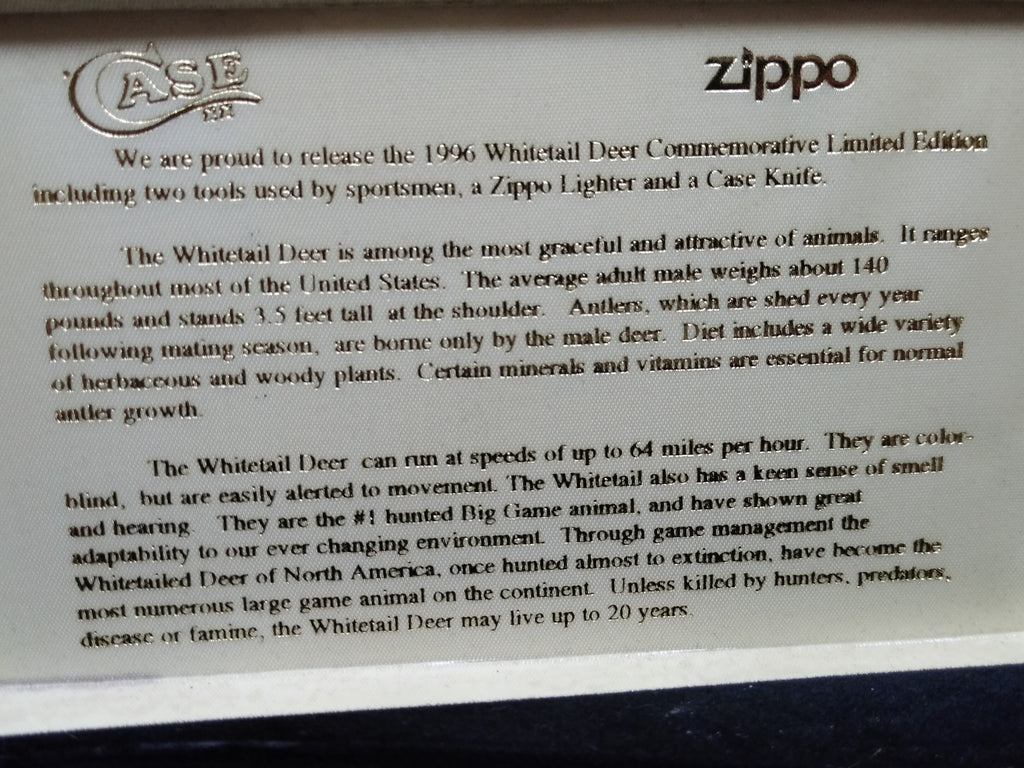 CASE XX
zippo
We are proud to release the 1996 Whitetail Deer Commemorative Limited Edition
including two tools used by sportsmen, a Zippo Lighter and a Case Knife.
The Whitetail Deer is among the most graceful and attractive of animals. It ranges
throughout most of the United States. The average adult male weighs about 140
pounds and stands 3.5 feet tall at the shoulder. Antlers, which are shed every year
following mating season, are borne only by the male deer. Diet includes a wide variety
of herbaceous and woody plants. Certain minerals and vitamins are essential for normal
antler growth.
The Whitetail Deer can run at speeds of up to 64 miles per hour. They are color-
blind, but are easily alerted to movement. The Whitetail also has a keen sense of smell
and hearing. They are the #1 hunted Big Game animal, and have shown great
adaptability to our ever changing environment. Through game management the
Whitetailed Deer of North America, once hunted almost to extinction, have become the
most numerous large game animal on the continent. Unless killed by hunters, predators,
disease or famine, the Whitetail Deer may live up to 20 years.